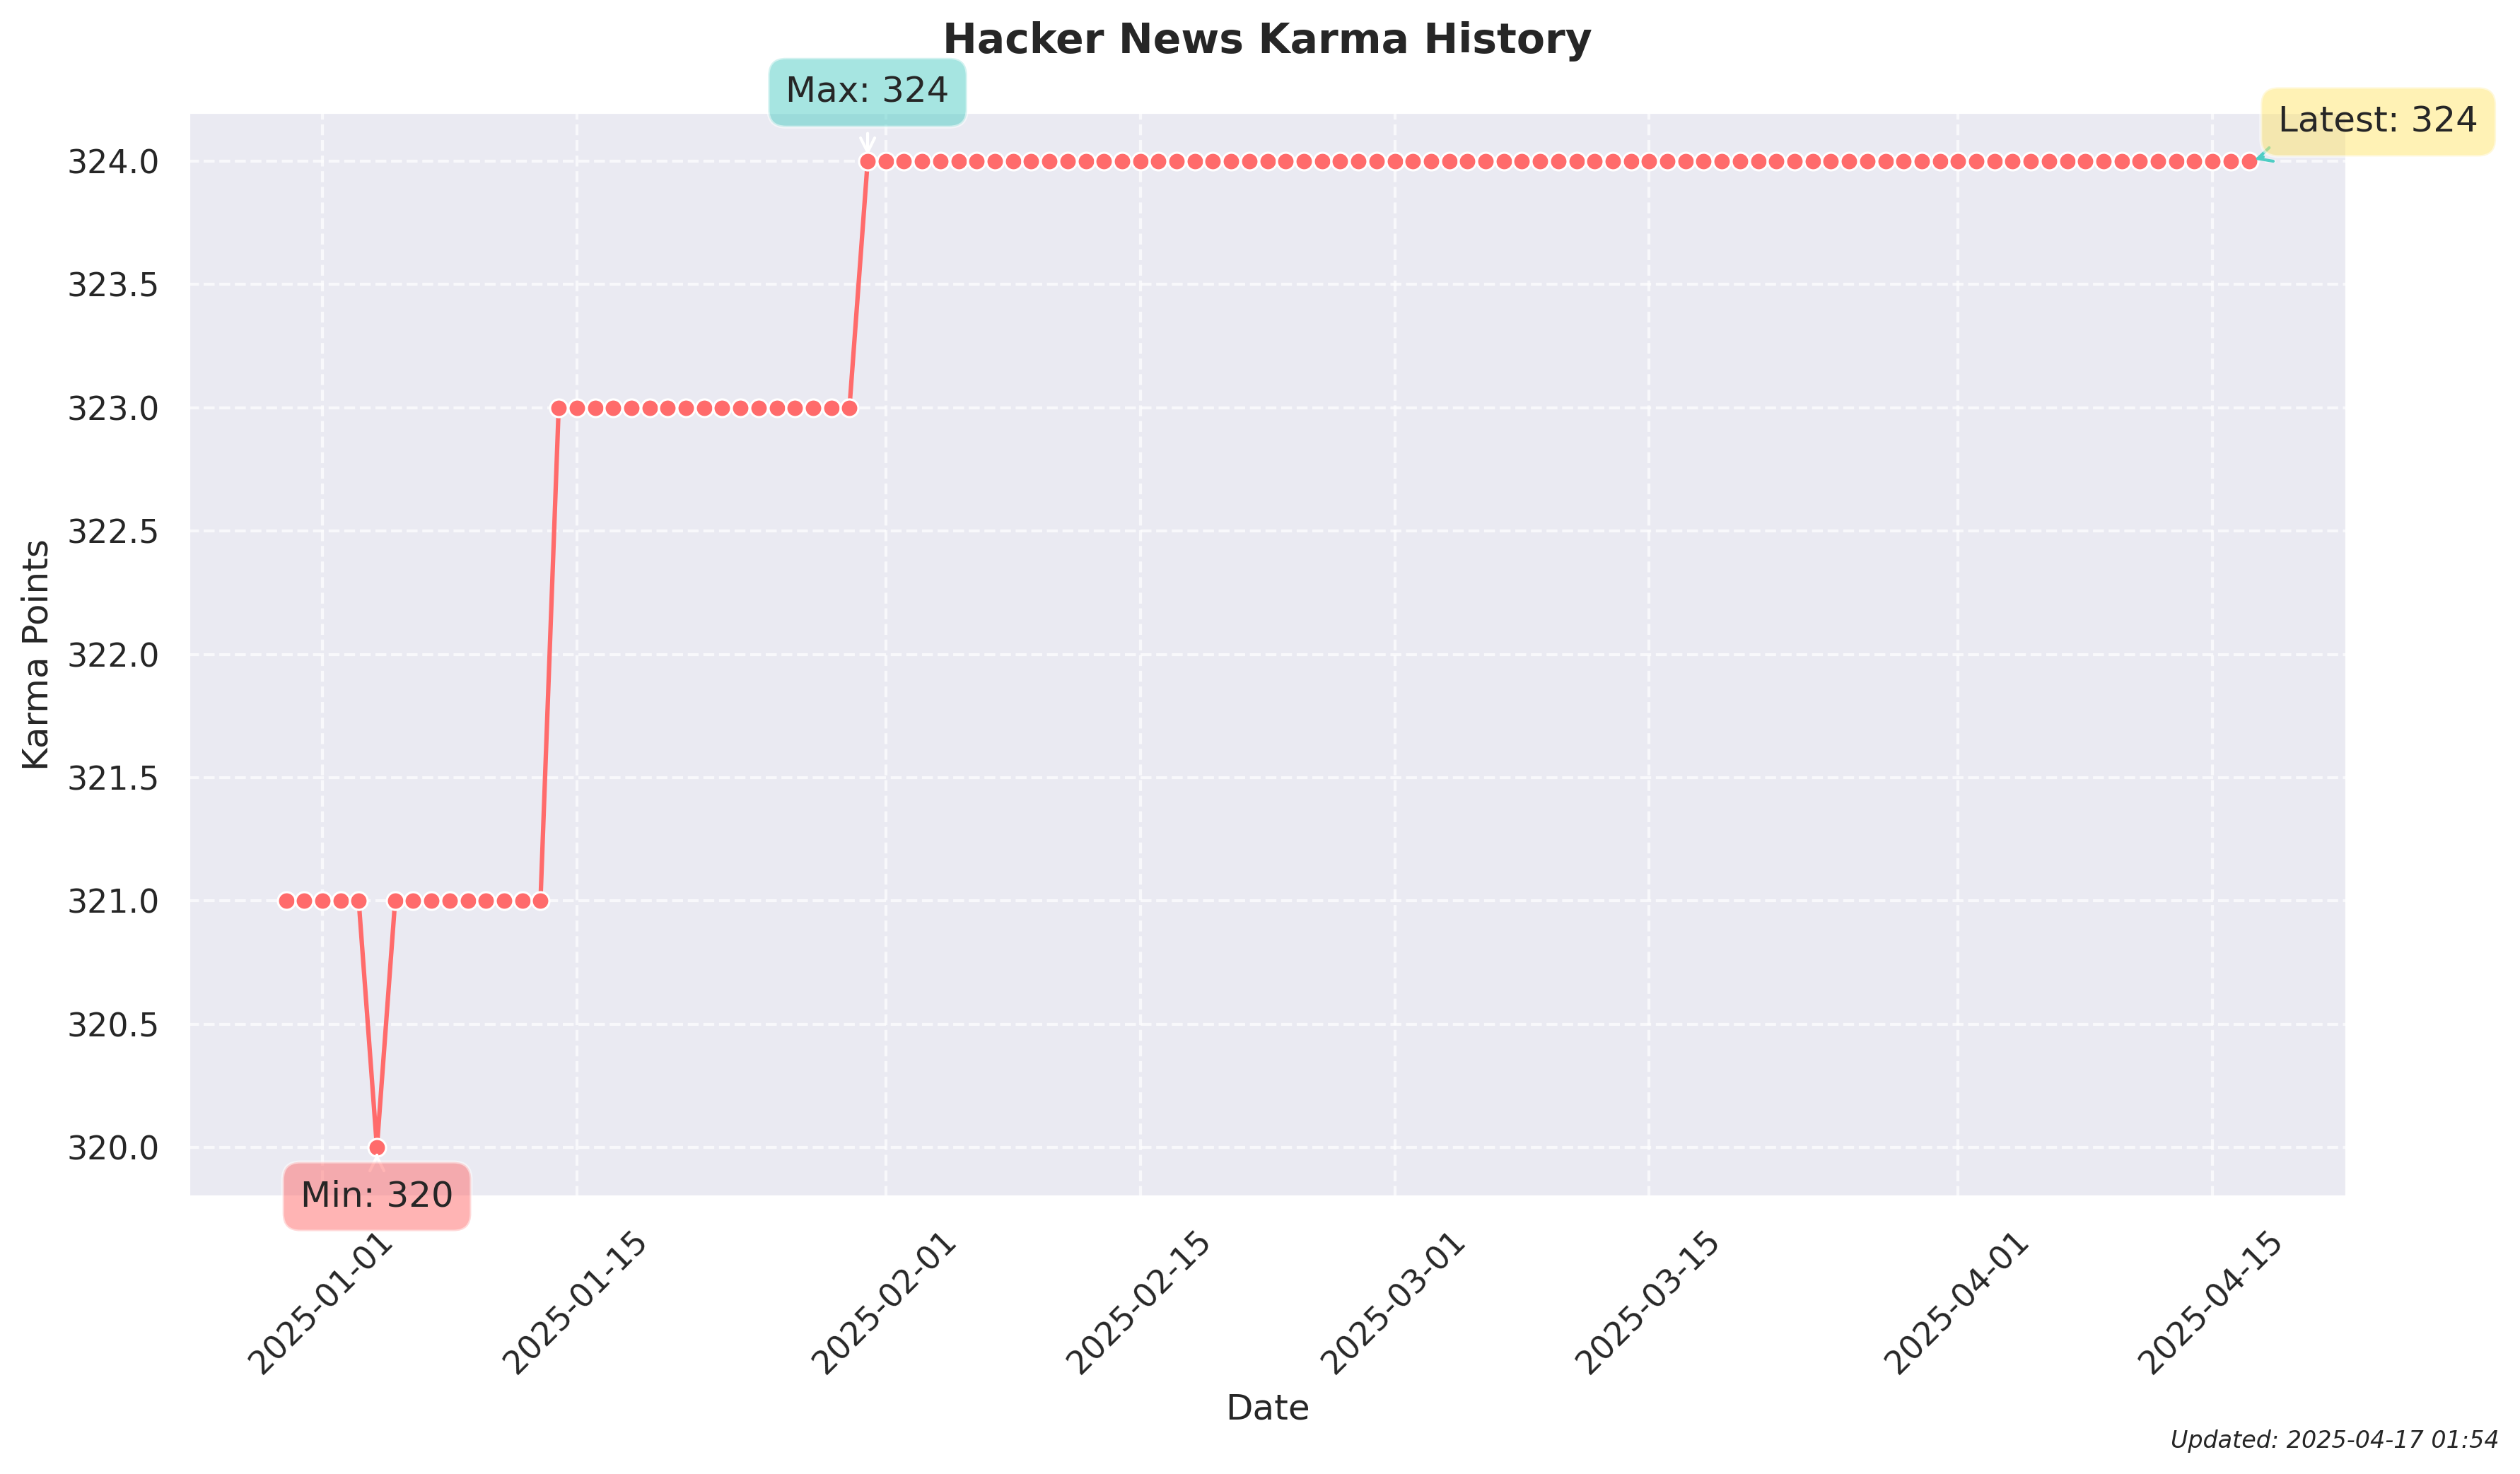 Hacker News Karma History
Max: 324
Latest: 324
324.0
323.5
323.0
322.5
322.0
321.5
321.0
320.5
320.0
Karma Points
Min: 320
2025-01-01
2025-01-15
2025-02-01
2025-02-15
2025-03-01
2025-03-15
2025-04-01
2025-04-15
Date
Updated: 2025-04-17 01:54